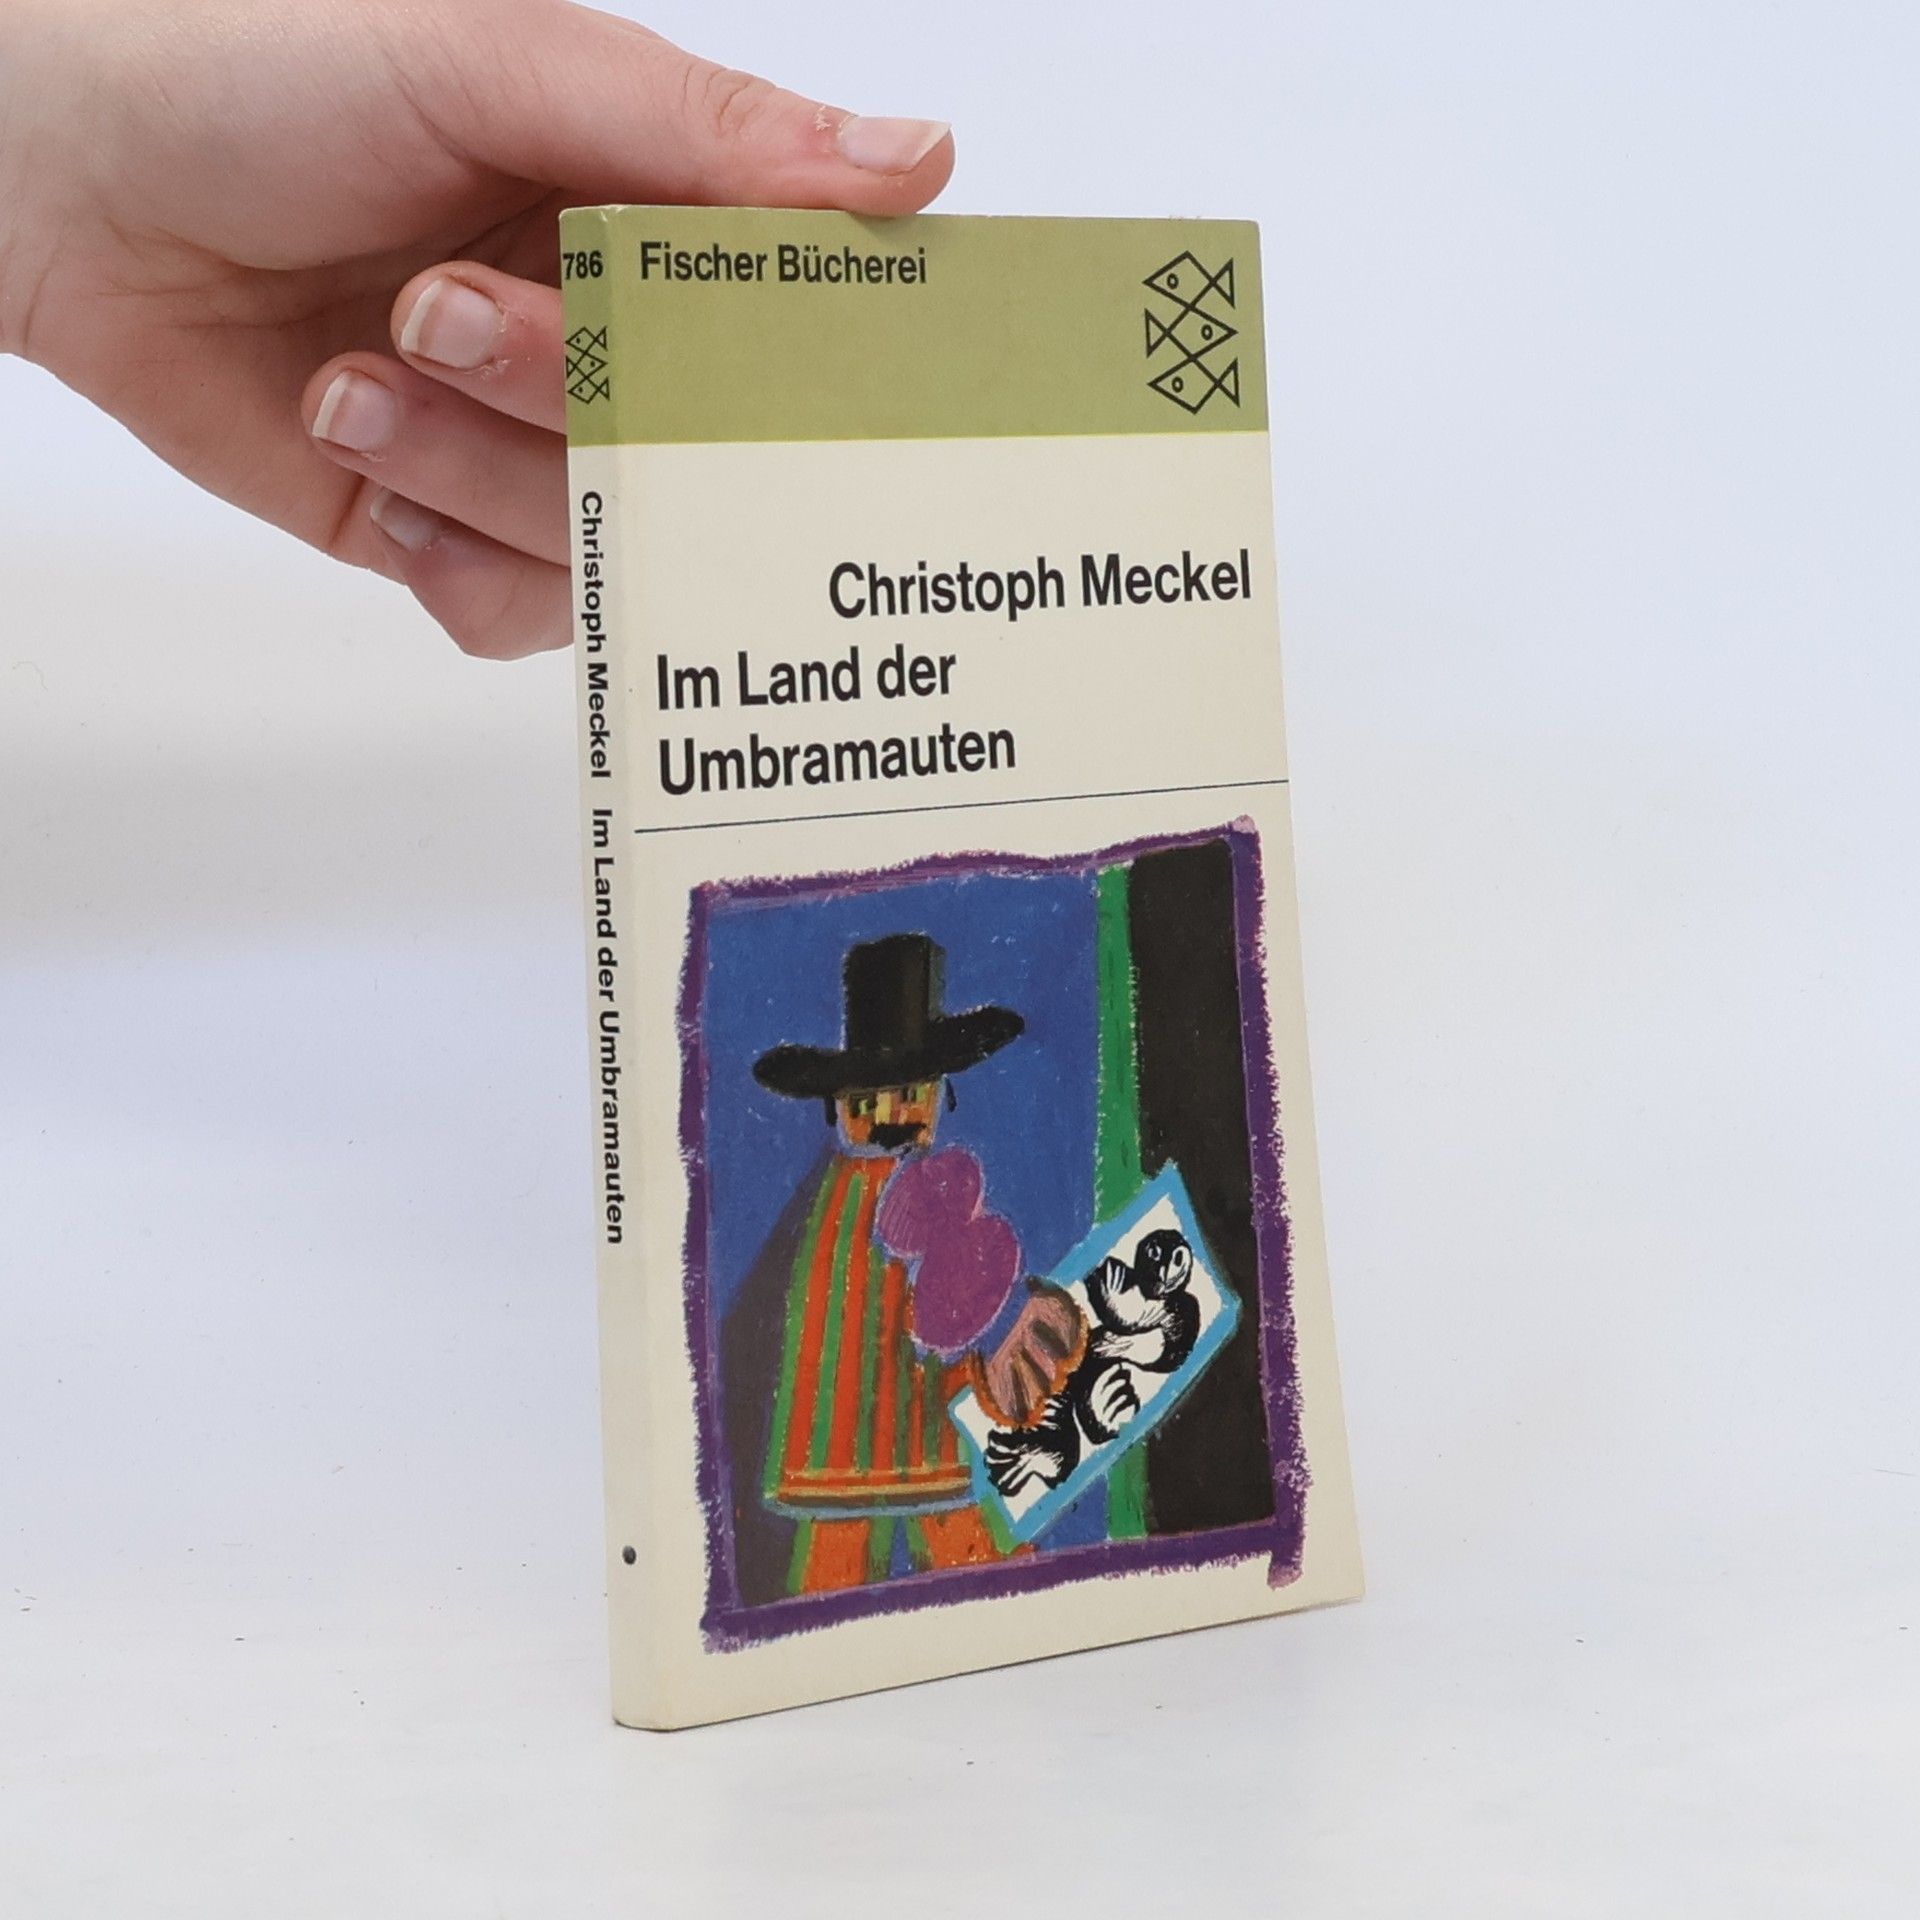 786
Fischer Bücherei
Christoph Meckel
Im Land der
Umbramauten
Christoph Meckel Im Land der Umbramauten